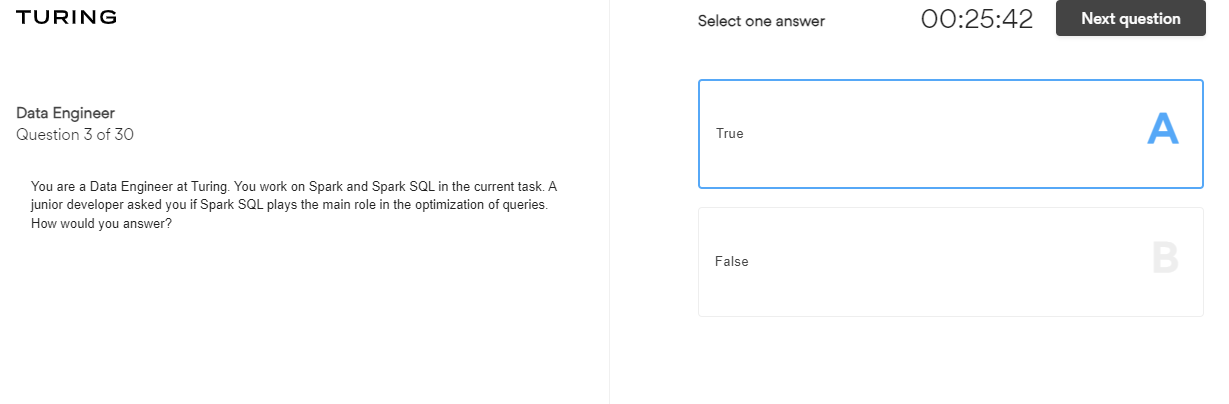 TURING
Select one answer
00:25:42
Next question
Data Engineer
Question 3 of 30
You are a Data Engineer at Turing. You work on Spark and Spark SQL in the current task. A
junior developer asked you if Spark SQL plays the main role in the optimization of queries.
How would you answer?
True
A
False
B